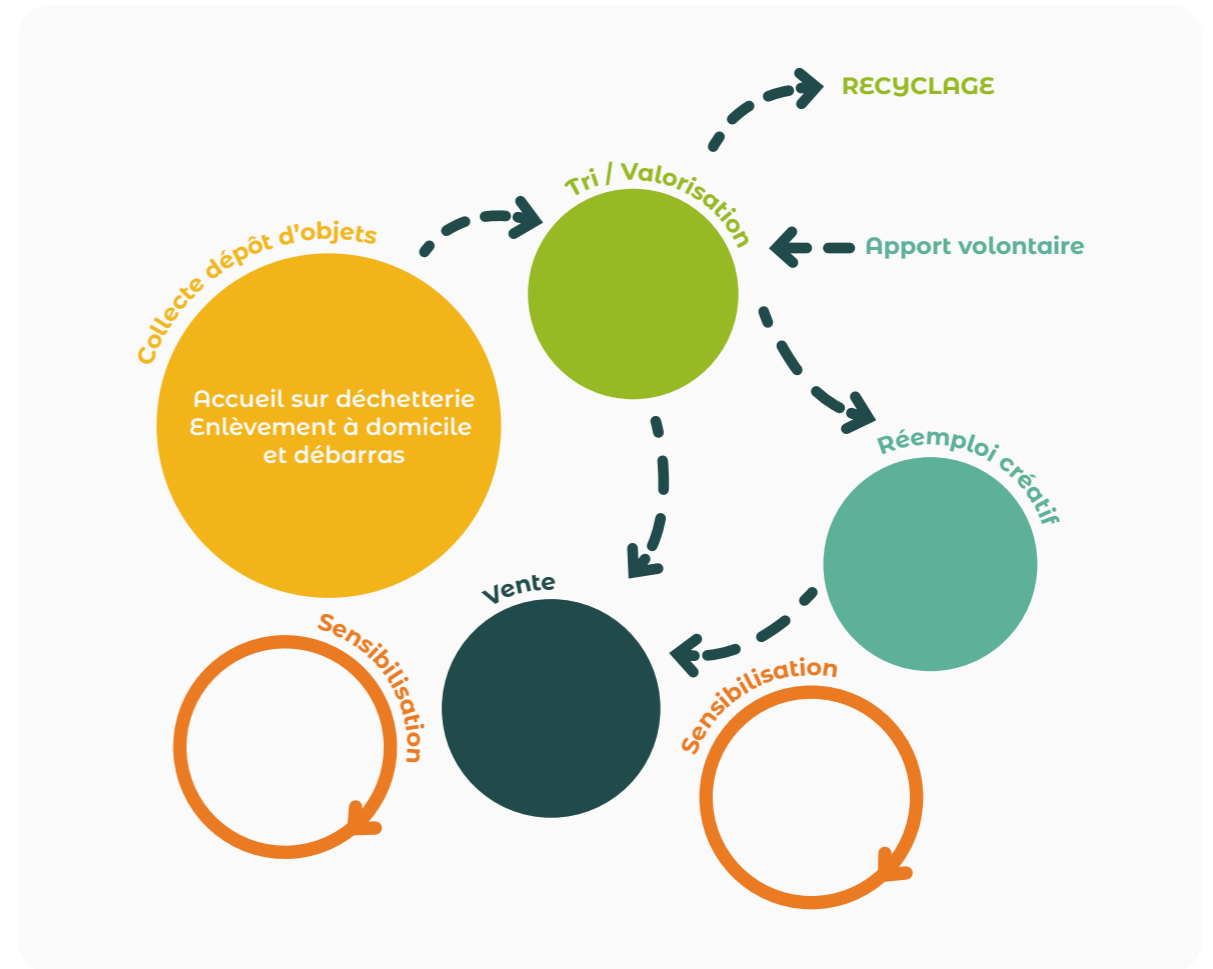 RECYCLAGE
Tri / Valorisation
Collecte dépôt d'objets
Apport volontaire
Accueil sur déchetterie
Enlèvement à domicile
et débarras
Réemploi créatif
Vente
Sensibilisation
Sensibilisation